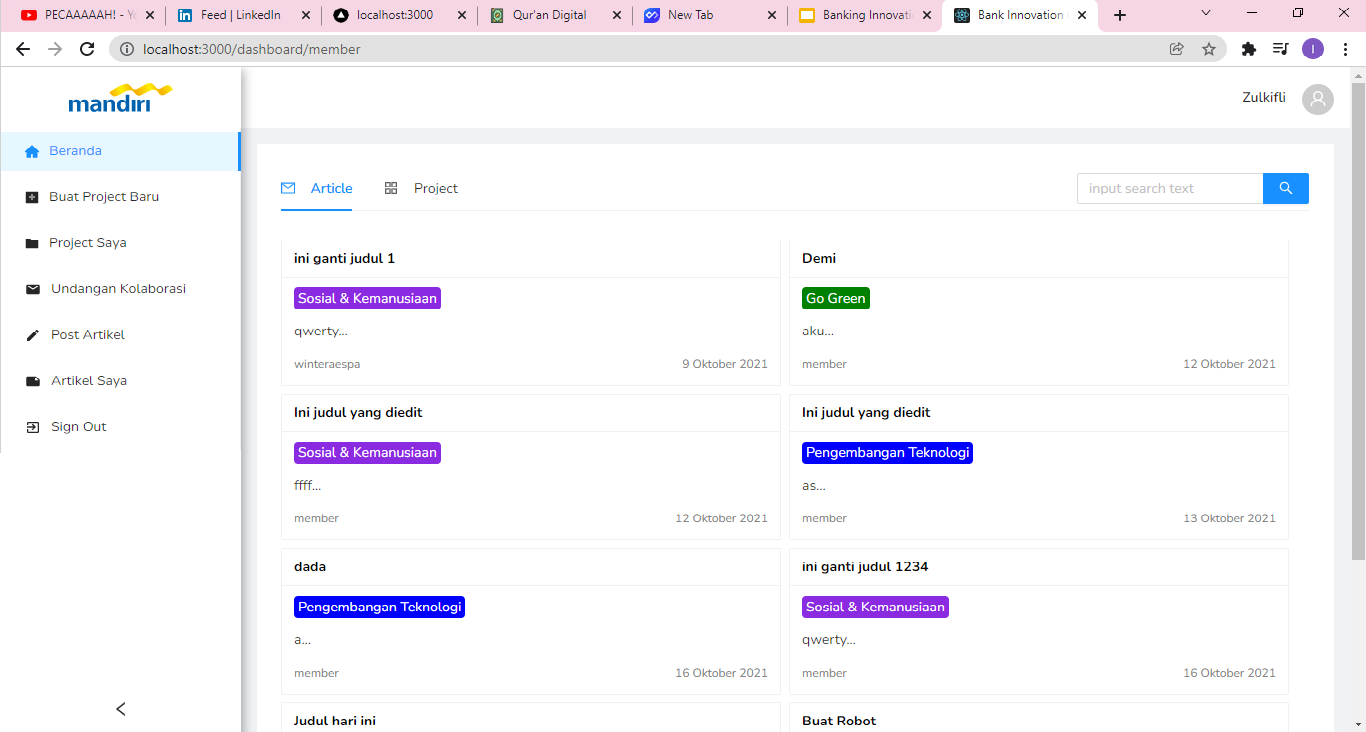 PECAAAAAH! - Yo
Feed | LinkedIn
localhost:3000
Qur'an Digital
New Tab
Banking Innovati
Bank Innovation
localhost:3000/dashboard/member
I
mandiri
Zulkifli
Beranda
Buat Project Baru
Project Saya
Undangan Kolaborasi
Post Artikel
Artikel Saya
Sign Out
Article
Project
input search text
ini ganti judul 1
Sosial & Kemanusiaan
qwerty...
winteraespa
9 Oktober 2021
Demi
Go Green
aku...
member
12 Oktober 2021
Ini judul yang diedit
Sosial & Kemanusiaan
ffff...
member
12 Oktober 2021
Ini judul yang diedit
Pengembangan Teknologi
as...
member
13 Oktober 2021
dada
Pengembangan Teknologi
a...
member
16 Oktober 2021
ini ganti judul 1234
Sosial & Kemanusiaan
qwerty...
member
16 Oktober 2021
Judul hari ini
Buat Robot